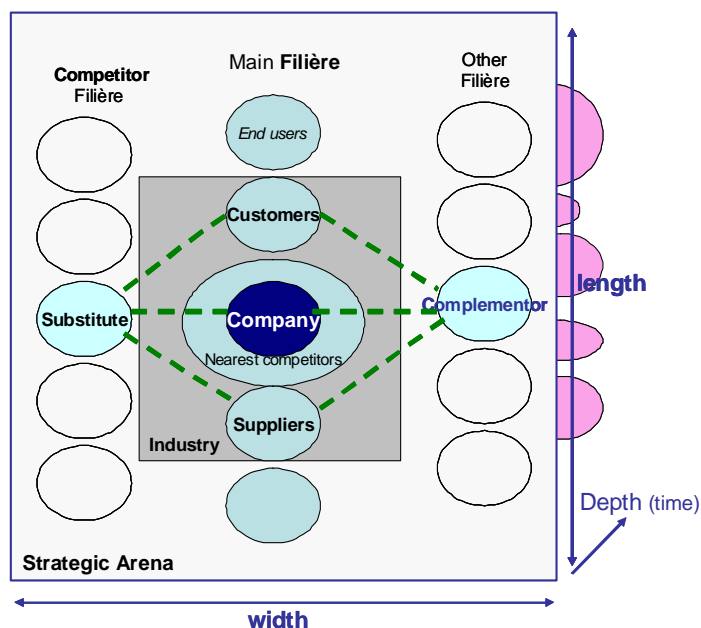 Competitor
Filière
Main Filière
Other
Filière
End users
Customers
Substitute
Company
Complementor
length
Nearest competitors
Suppliers
Industry
Depth (time)
Strategic Arena
width